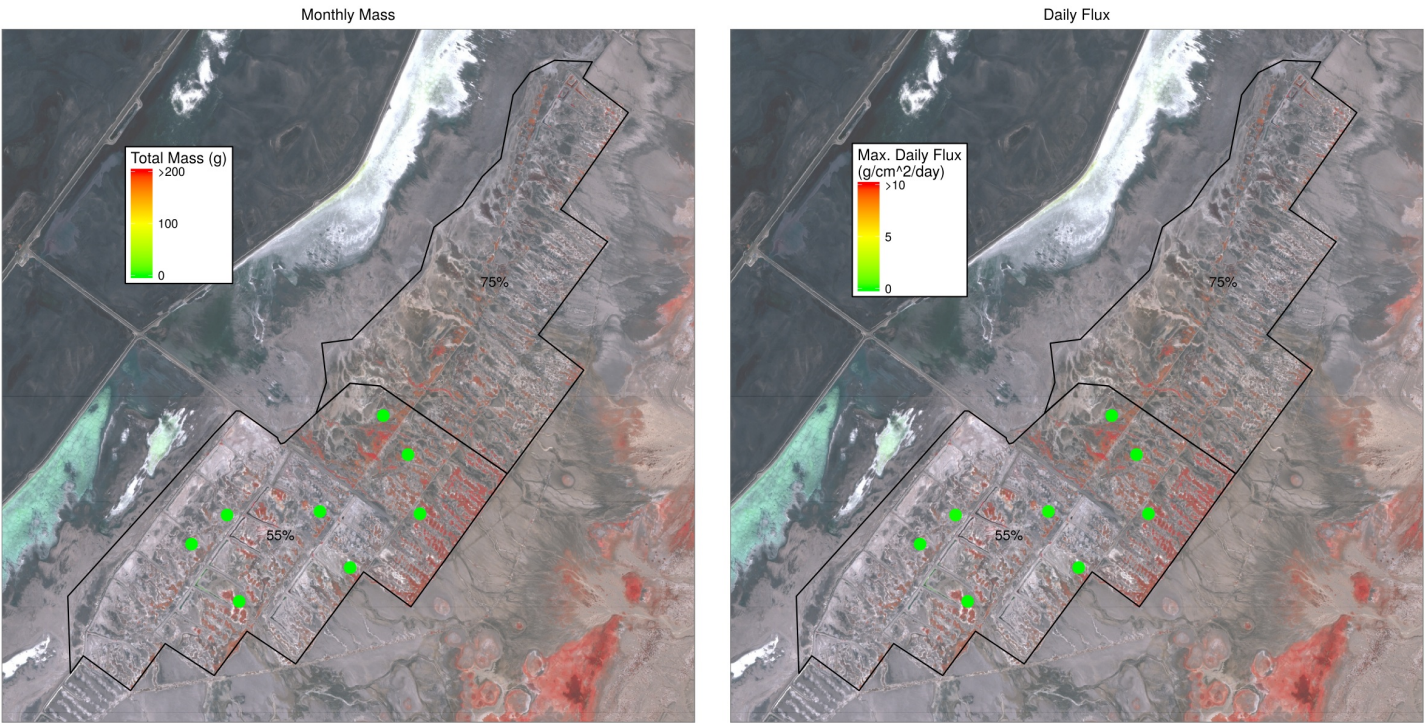 Monthly Mass
Total Mass (g)
>200
100
0
75%
55%
Daily Flux
Max. Daily Flux
(g/cm^2/day)
>10
5
0
75%
55%